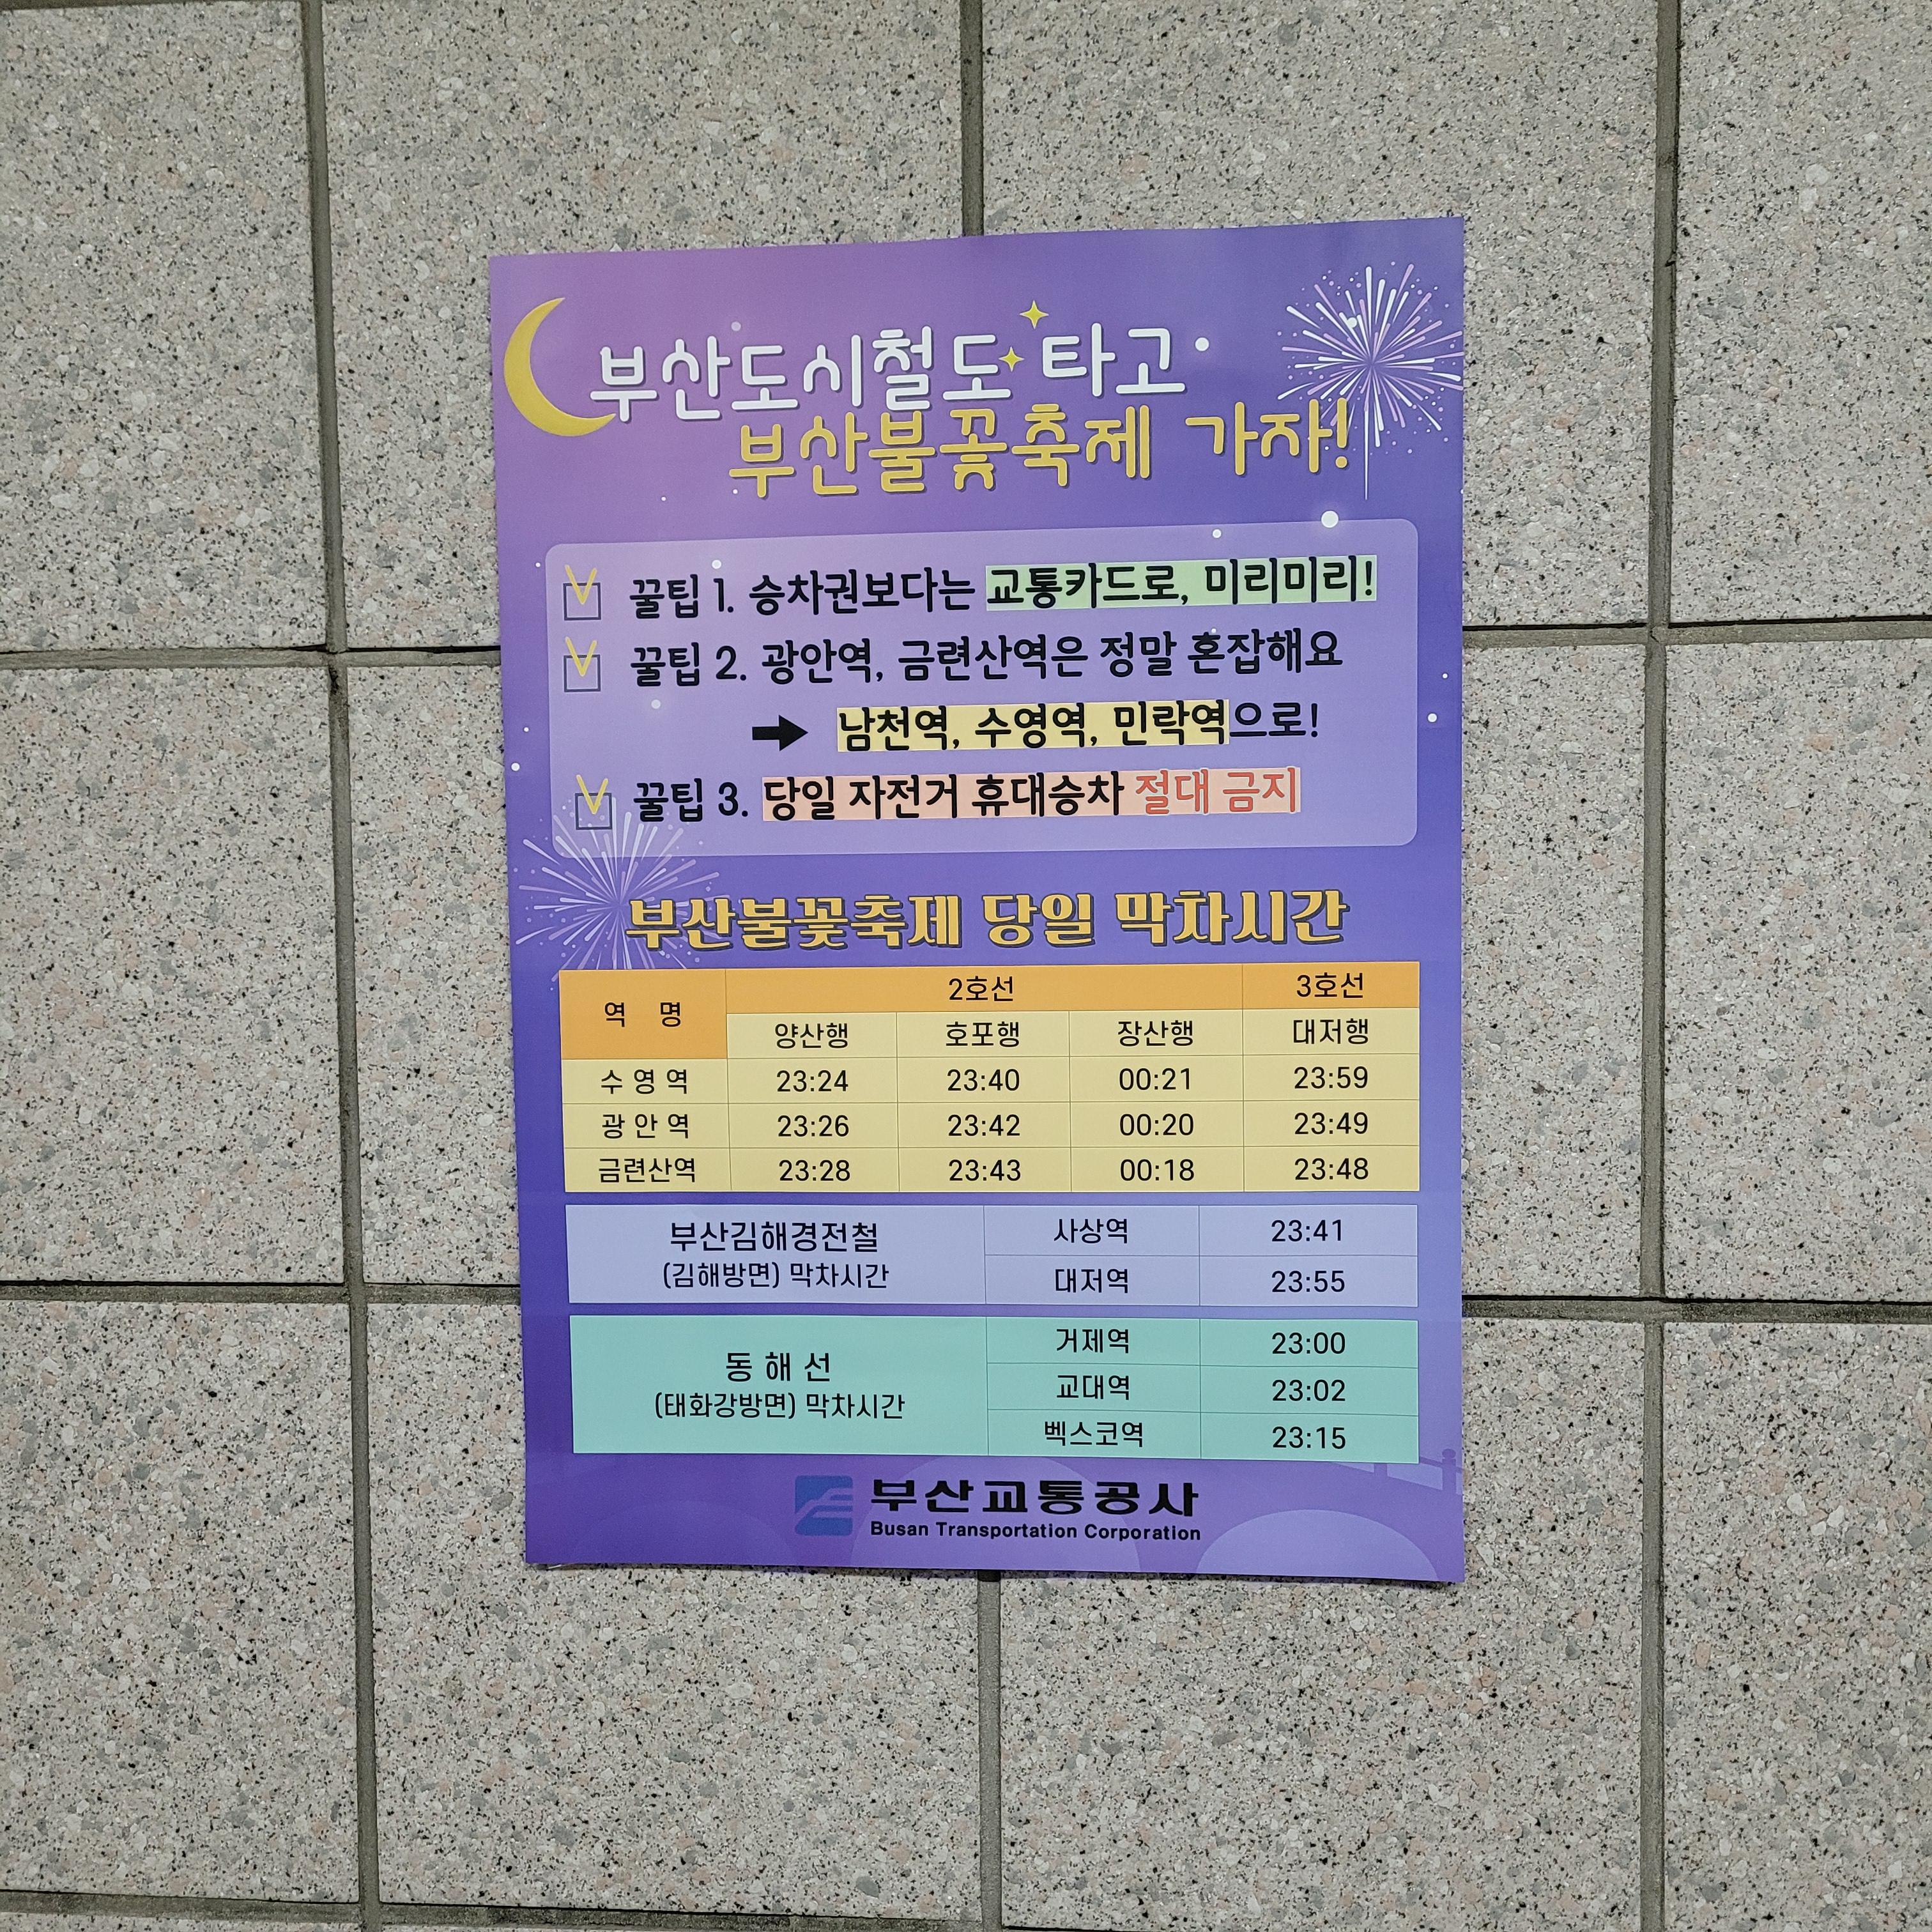 부산도시철도 타고
부산불꽃축제 가자!
꿀팁 1. 승차권보다는 교통카드로, 미리미리!
꿀팁 2. 광안역, 금련산역은 정말 혼잡해요
➡ 남천역, 수영역, 민락역으로!
꿀팁 3. 당일 자전거 휴대승차 절대 금지
부산불꽃축제 당일 막차시간
역 명 2호선 3호선
양산행 호포행 장산행 대저행
수영역 23:24 23:40 00:21 23:59
광안역 23:26 23:42 00:20 23:49
금련산역 23:28 23:43 00:18 23:48
부산김해경전철
(김해방면) 막차시간
사상역 23:41
대저역 23:55
동해선
(태화강방면) 막차시간
거제역 23:00
교대역 23:02
벡스코역 23:15
부산교통공사
Busan Transportation Corporation